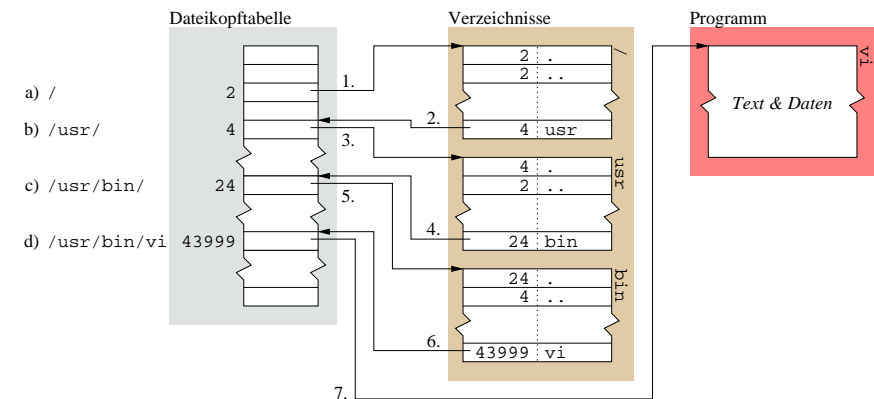 Dateikopftabelle
Verzeichnisse
Programm
a) /
2
1.
2 .
2 ..
/
vi
Text & Daten
b) /usr/
4
2.
4 usr
3.
4 .
2 ..
usr
c) /usr/bin/
24
5.
4.
24 bin
d) /usr/bin/vi
43999
24 .
4 ..
bin
6.
43999 vi
7.